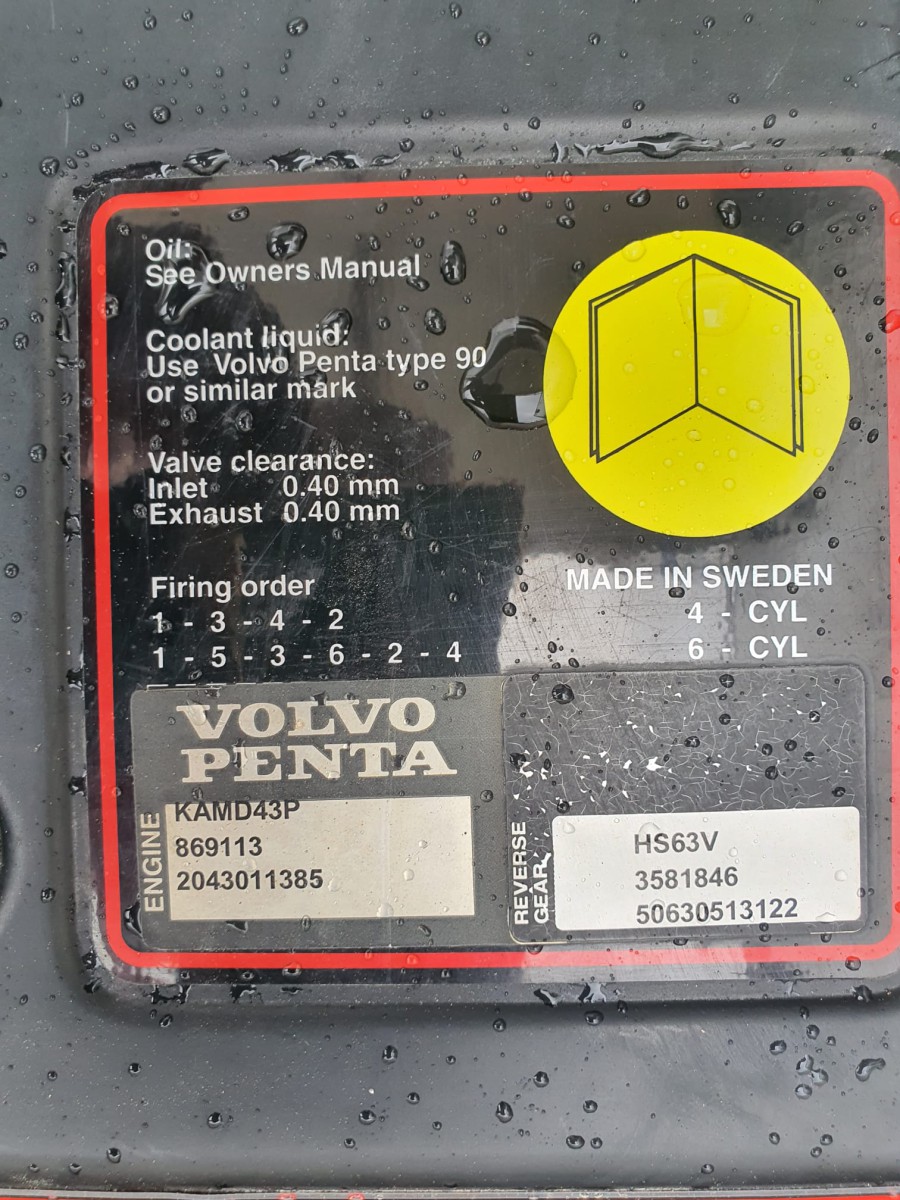 Oil:
See Owners Manual
Coolant liquid:
Use Volvo Penta type 90
or similar mark
Valve clearance:
Inlet 0.40 mm
Exhaust 0.40 mm
Firing order
1 - 3 - 4 - 2
1 - 5 - 3 - 6 - 2 - 4
MADE IN SWEDEN
4 - CYL
6 - CYL
VOLVO
PENTA
ENGINE
KAMD43P
869113
2043011385
REVERSE
GEAR
HS63V
3581846
50630513122